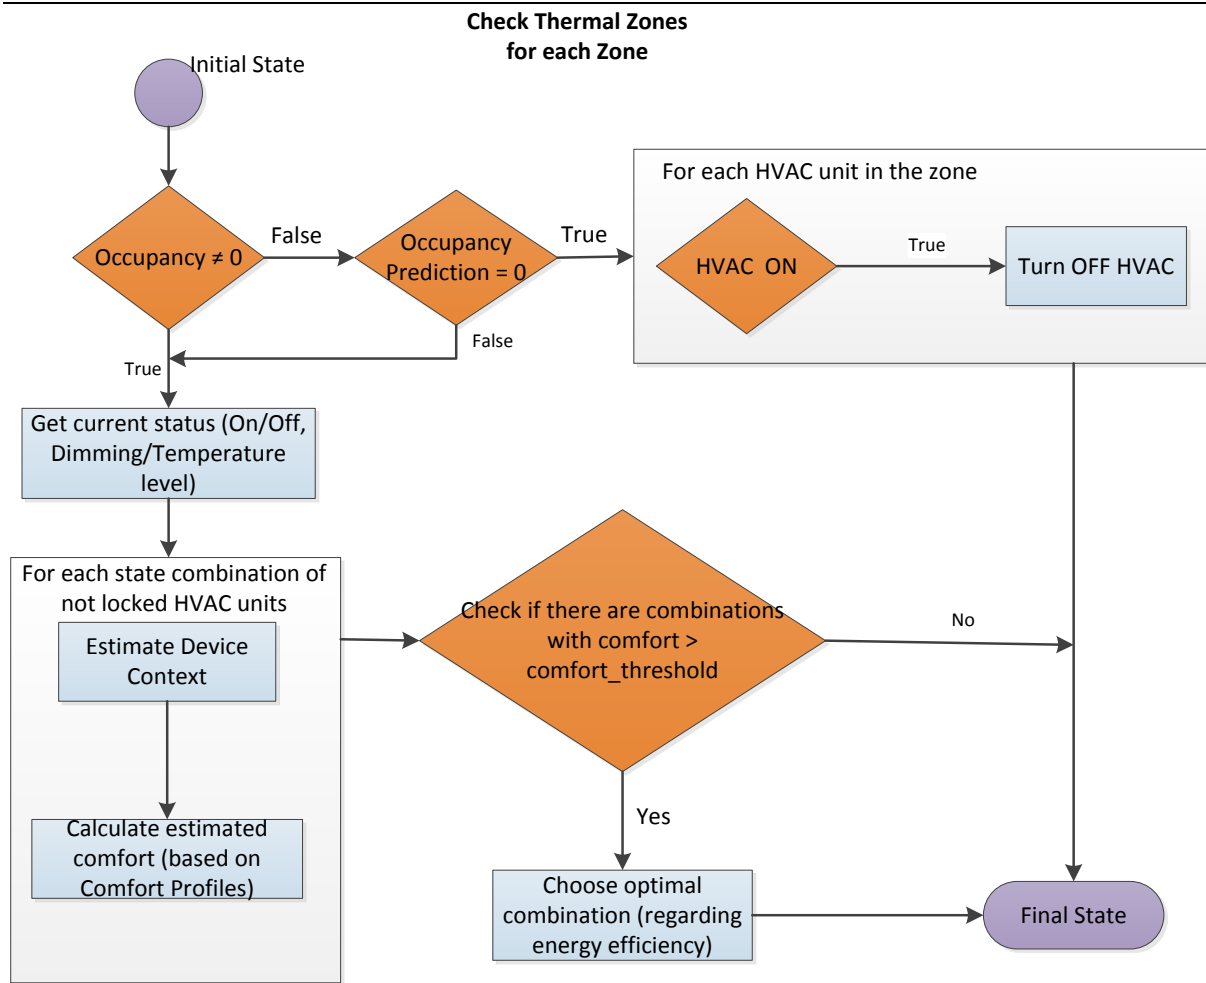 Check Thermal Zones
for each Zone
Initial State
For each HVAC unit in the zone
Occupancy ≠ 0
False
Occupancy
Prediction = 0
True
HVAC ON
True
Turn OFF HVAC
False
True
Get current status (On/Off,
Dimming/Temperature
level)
For each state combination of
not locked HVAC units
Estimate Device
Context
Calculate estimated
comfort (based on
Comfort Profiles)
Check if there are combinations
with comfort >
comfort_threshold
No
Yes
Choose optimal
combination (regarding
energy efficiency)
Final State